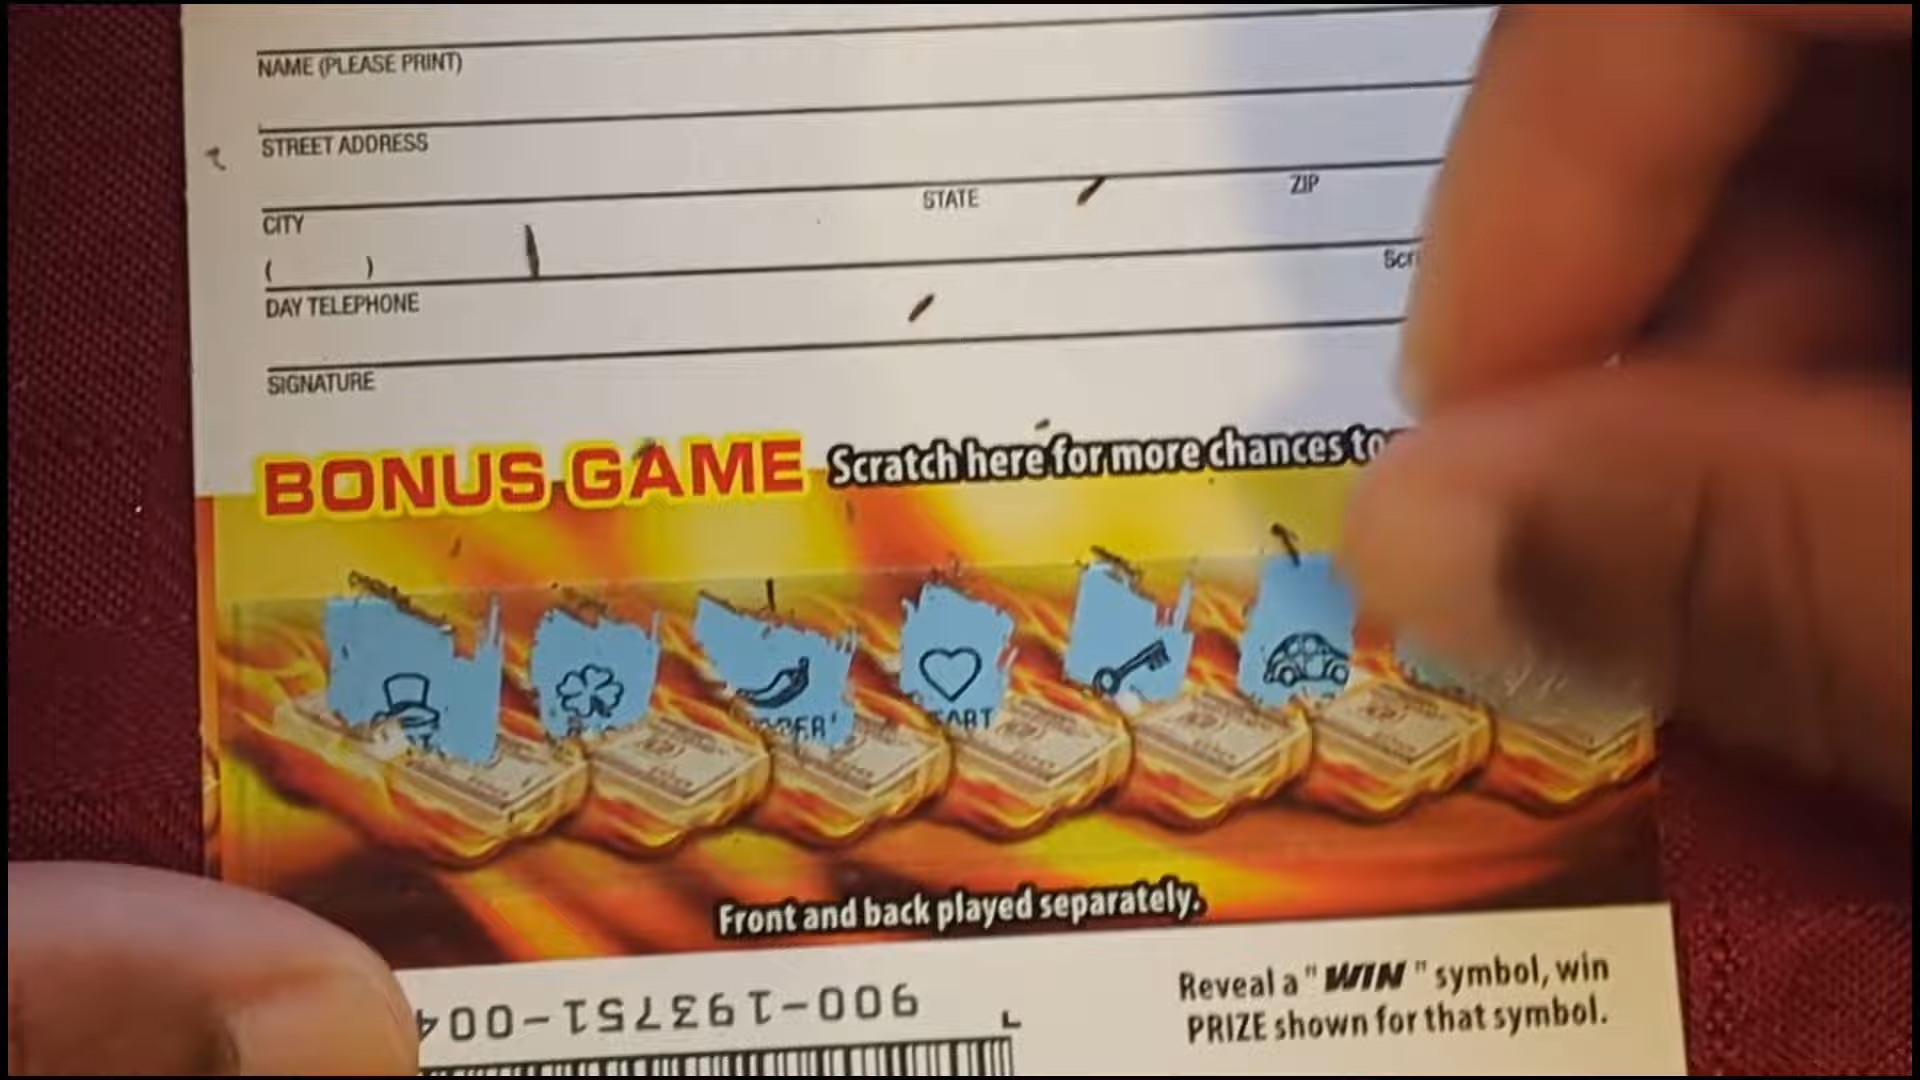 NAME (PLEASE PRINT)
STREET ADDRESS
CITY
STATE
ZIP
( )
DAY TELEPHONE
SIGNATURE
BONUS GAME Scratch here for more chances to
Front and back played separately.
900-193751-004
Reveal a "WIN" symbol, win
PRIZE shown for that symbol.